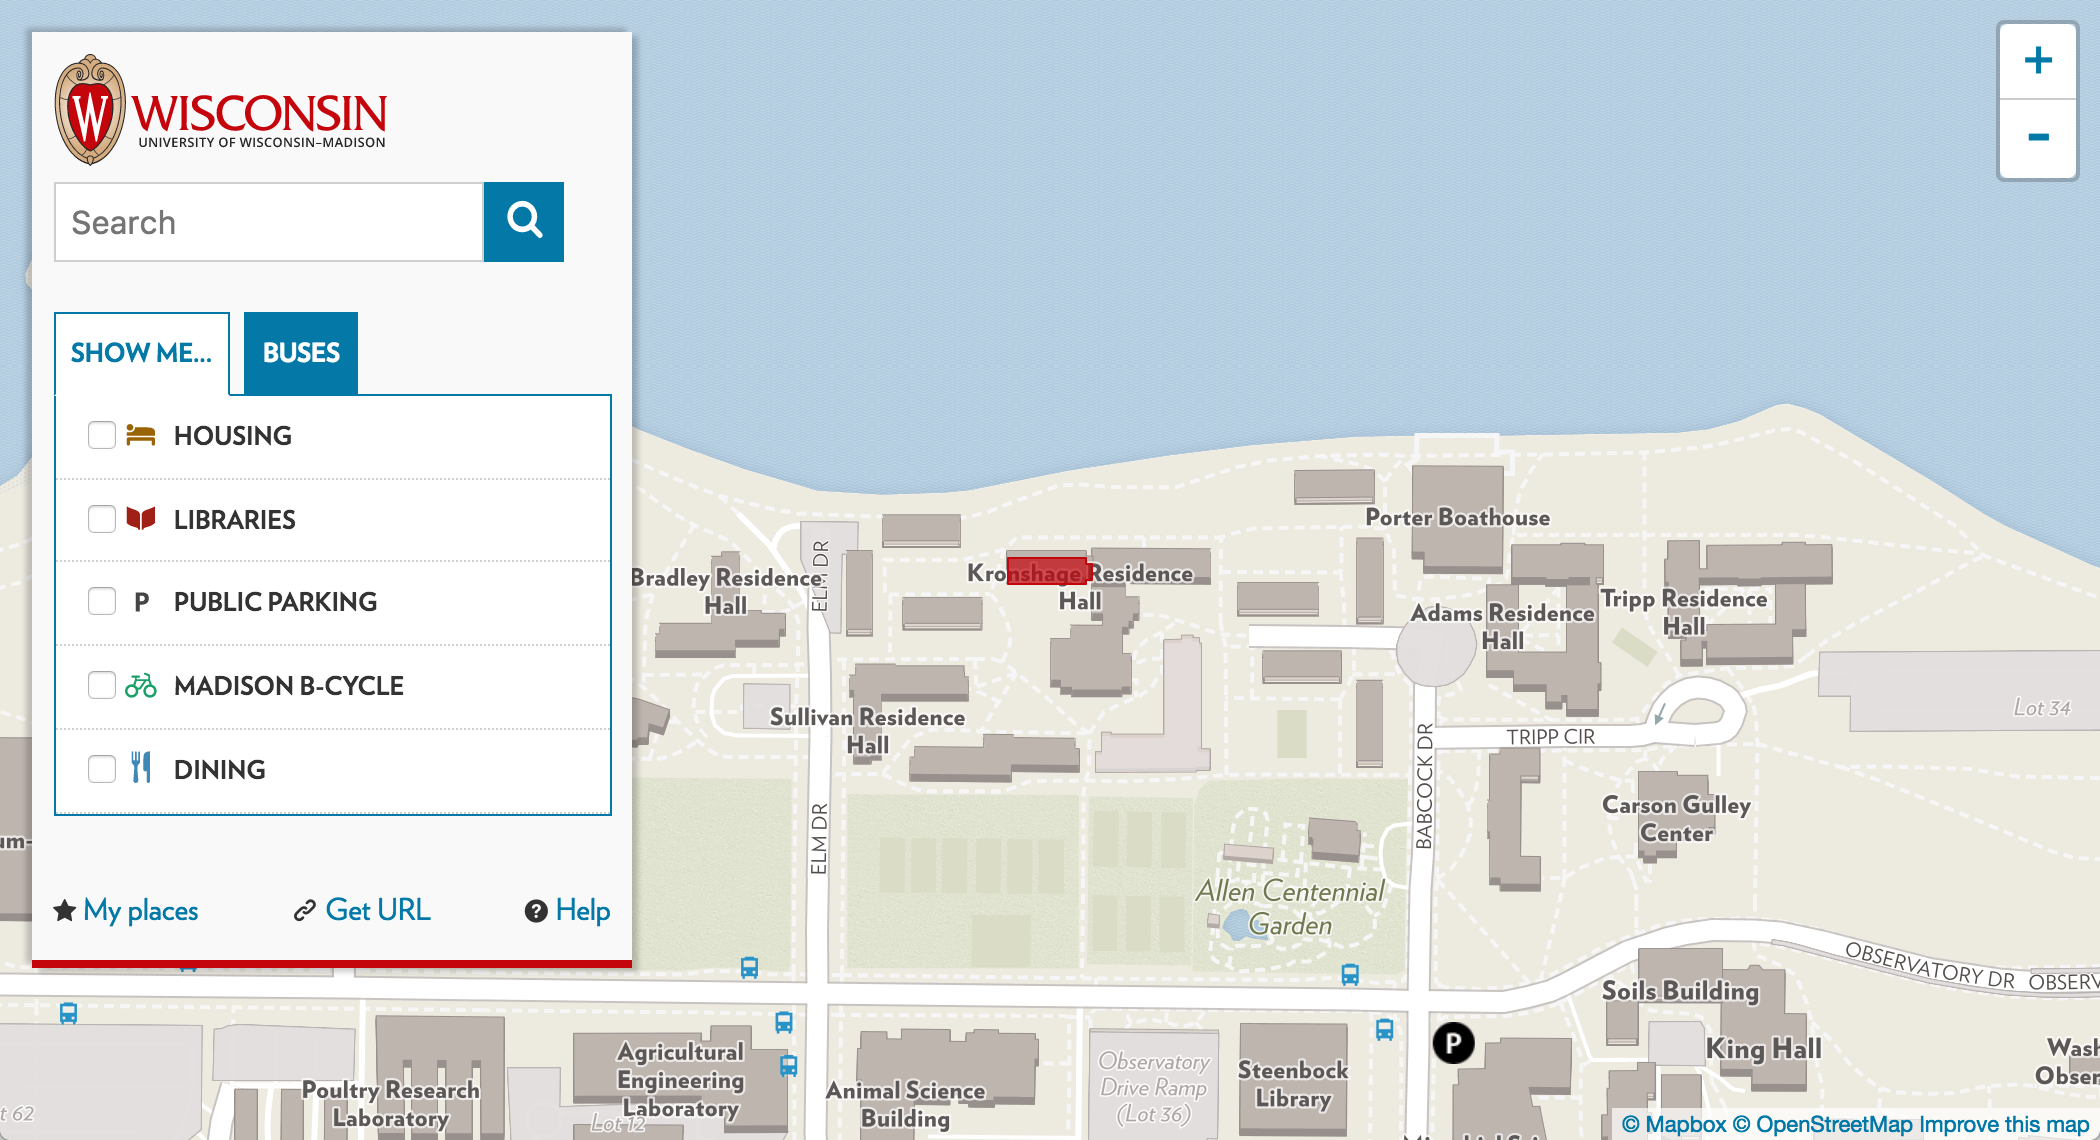 W
WISCONSIN
UNIVERSITY OF WISCONSIN–MADISON
Search
SHOW ME...
BUSES
HOUSING
LIBRARIES
P PUBLIC PARKING
MADISON B-CYCLE
DINING
My places
Get URL
? Help
+
-
Porter Boathouse
Bradley Residence
Hall
ELM DR
Kronshage Residence
Hall
Adams Residence
Hall
Tripp Residence
Hall
Sullivan Residence
Hall
Lot 34
TRIPP CIR
BABCOCK DR
ELM DR
Carson Gulley
Center
Allen Centennial
Garden
OBSERVATORY DR
OBSERV
Soils Building
King Hall
P
Agricultural
Engineering
Laboratory
Lot 12
Poultry Research
Laboratory
Animal Science
Building
Observatory
Drive Ramp
(Lot 36)
Steenbock
Library
Wash
Obser
t 62
um-
© Mapbox © OpenStreetMap Improve this map